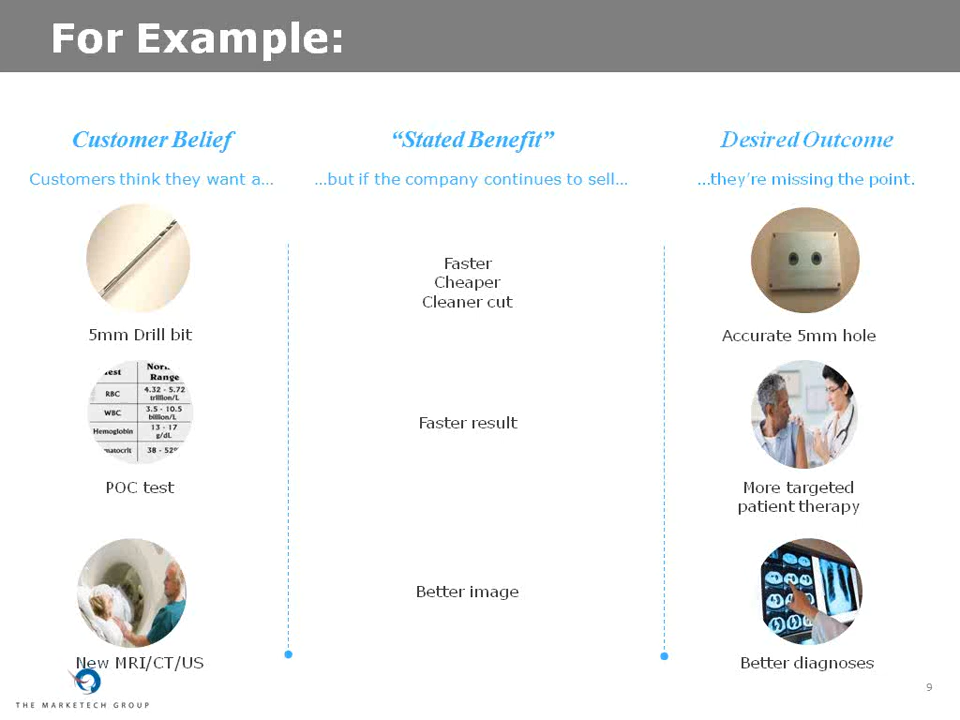 For Example:
Customer Belief
“Stated Benefit”
Desired Outcome
Customers think they want a...
...but if the company continues to sell...
...they’re missing the point.
Faster
Cheaper
Cleaner cut
5mm Drill bit
Accurate 5mm hole
Range
RBC
4.32 - 5.72
trillion/L
WBC
3.5 - 10.5
billion/L
Hemoglobin
13 - 17
g/dL
Faster result
POC test
More targeted
patient therapy
Better image
New MRI/CT/US
Better diagnoses
THE MARKETECH GROUP
9